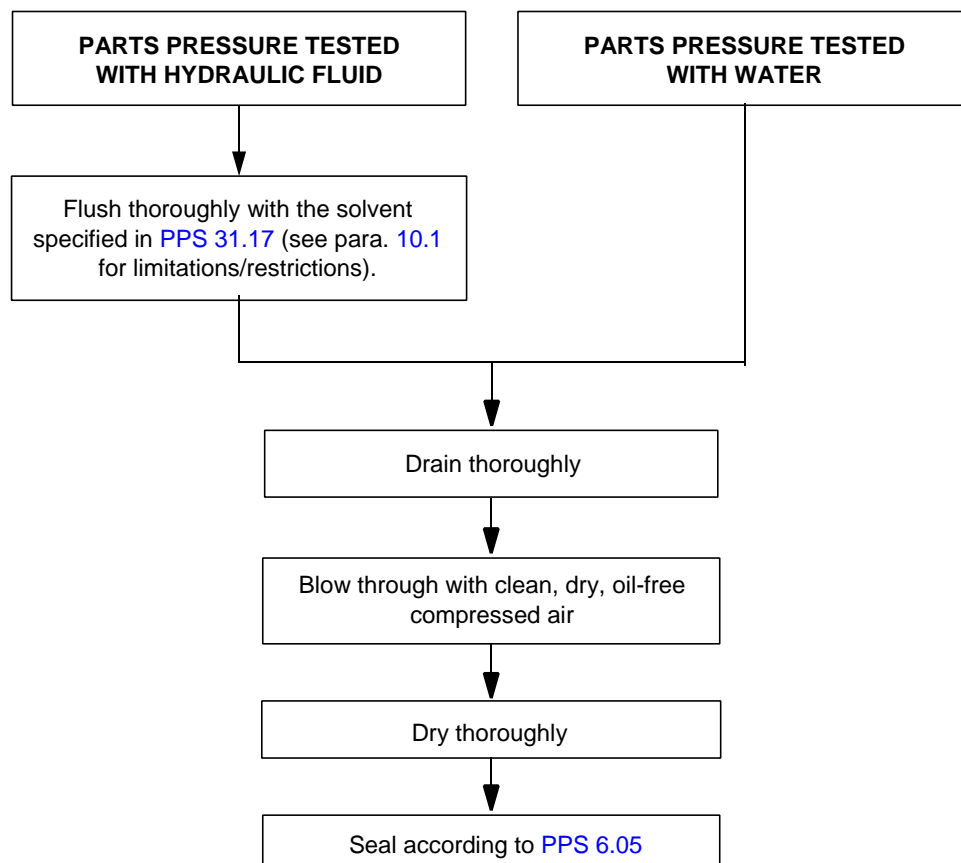 PARTS PRESSURE TESTED
WITH HYDRAULIC FLUID
PARTS PRESSURE TESTED
WITH WATER
Flush thoroughly with the solvent
specified in PPS 31.17 (see para. 10.1
for limitations/restrictions).
Drain thoroughly
Blow through with clean, dry, oil-free
compressed air
Dry thoroughly
Seal according to PPS 6.05